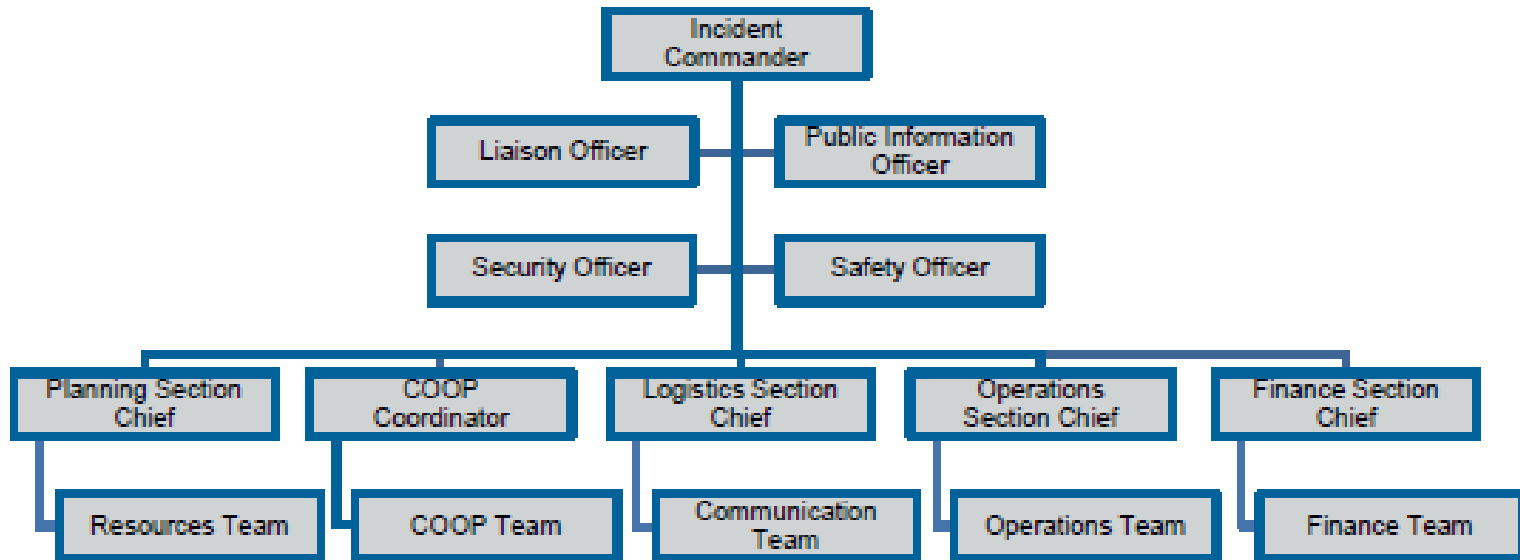 Incident
Commander
Liaison Officer
Public Information
Officer
Security Officer
Safety Officer
Planning Section
Chief
COOP
Coordinator
Logistics Section
Chief
Operations
Section Chief
Finance Section
Chief
Resources Team
COOP Team
Communication
Team
Operations Team
Finance Team